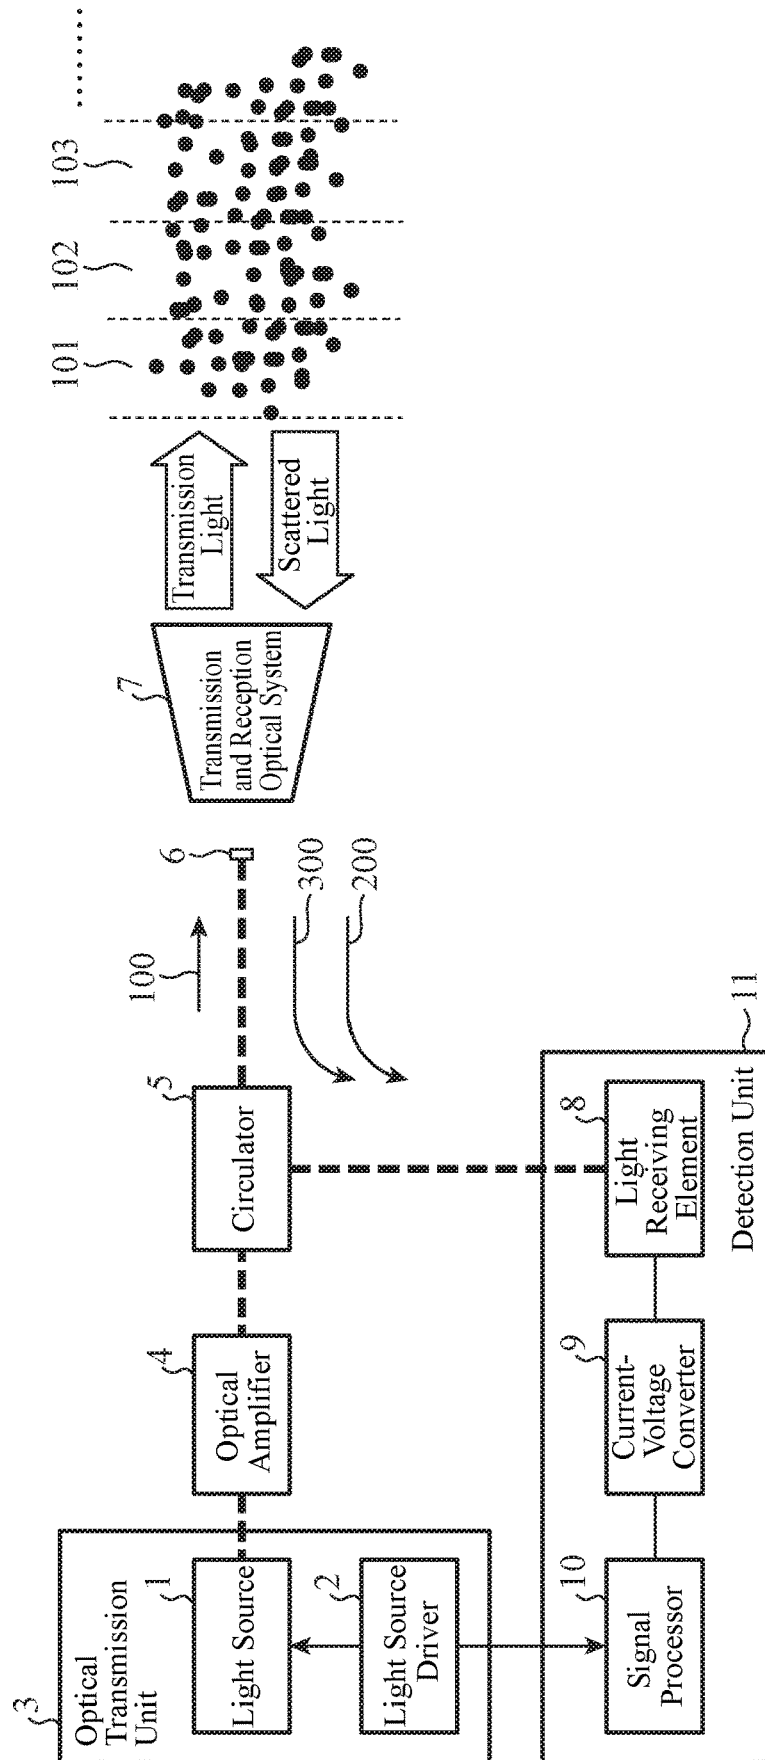 3
Optical
Transmission
Unit
1
Light Source
2
Light Source
Driver
4
Optical
Amplifier
5
Circulator
100
6
300
200
7
Transmission
and Reception
Optical System
Transmission
Light
Scattered
Light
101
102
103
10
Signal
Processor
9
Current-
Voltage
Converter
8
Light
Receiving
Element
Detection Unit
11